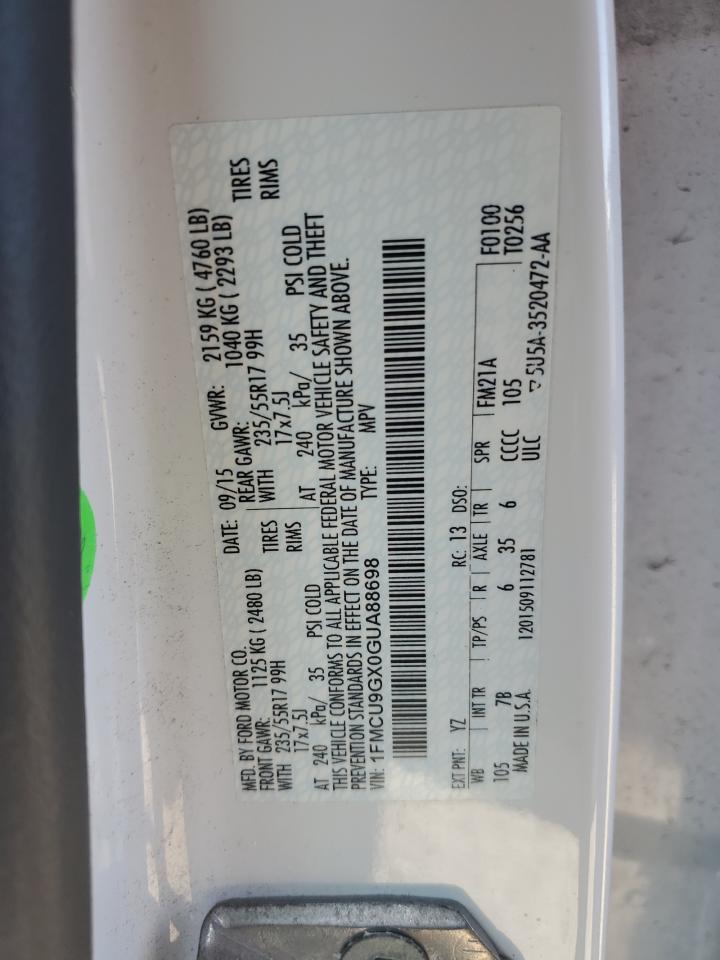 MFD. BY FORD MOTOR CO.
DATE: 09/15 GVWR: 2159 KG ( 4760 LB)
FRONT GAWR: 1125 KG ( 2480 LB) REAR GAWR: 1040 KG ( 2293 LB)
WITH 235/55R17 99H TIRES WITH 235/55R17 99H TIRES
17x7.5J RIMS 17x7.5J RIMS
AT 240 kPa/ 35 PSI COLD AT 240 kPa/ 35 PSI COLD
THIS VEHICLE CONFORMS TO ALL APPLICABLE FEDERAL MOTOR VEHICLE SAFETY AND THEFT
PREVENTION STANDARDS IN EFFECT ON THE DATE OF MANUFACTURE SHOWN ABOVE.
VIN: 1FMCU9GX0GUA88698 TYPE: MPV
EXT PNT: YZ RC: 13 DSO: F0100
WB INT TR TP/PS R AXLE TR SPR FM21A T0256
105 7B 6 35 6 CCCC 105
MADE IN U.S.A. 1201509112781 ULC 5U5A-3520472-AA